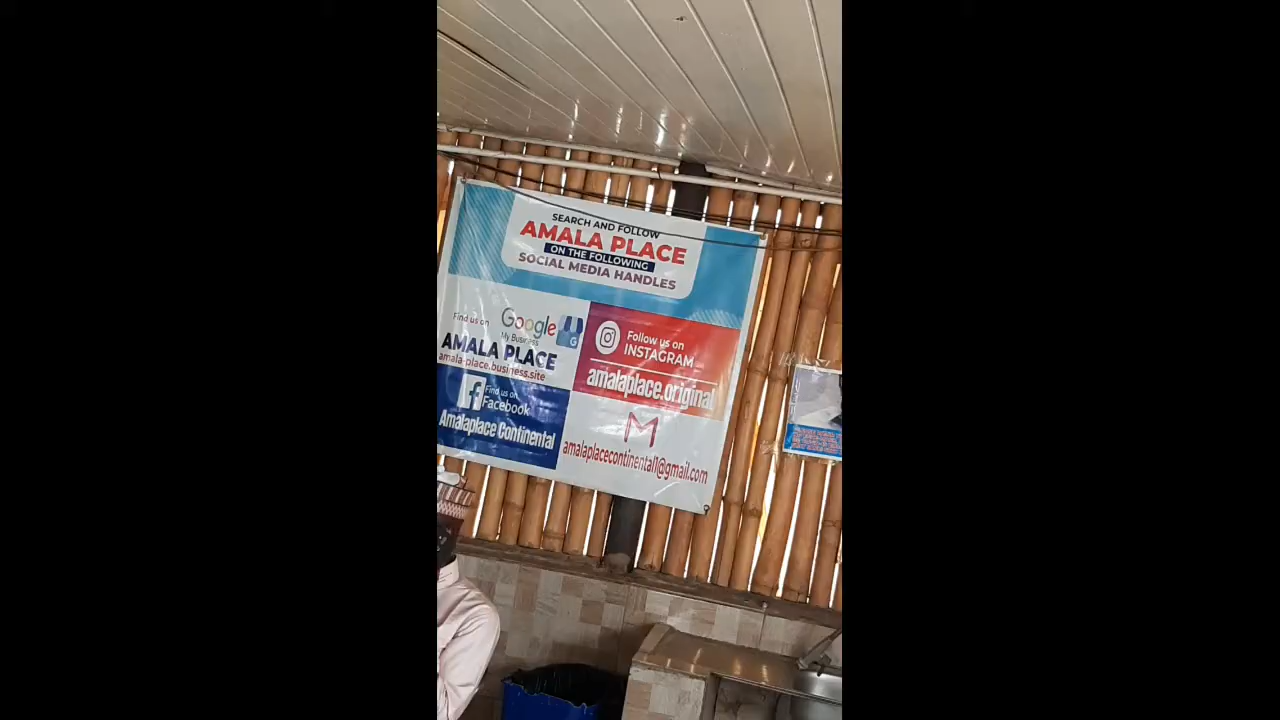 SEARCH AND FOLLOW
AMALA PLACE
ON THE FOLLOWING
SOCIAL MEDIA HANDLES
Find us on Google
My Business
G
AMALA PLACE
amala-place.business.site
Follow us on
INSTAGRAM
amalaplace.original
f
Find us on
Facebook
Amalaplace Continental
M
amalaplacecontinental1@gmail.com